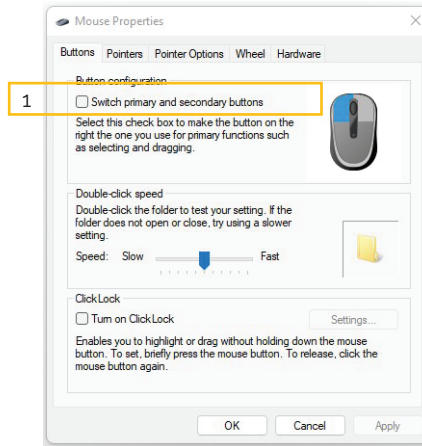 Mouse Properties
Buttons Pointers Pointer Options Wheel Hardware
Button configuration
1
Switch primary and secondary buttons
Select this check box to make the button on the
right the one you use for primary functions such
as selecting and dragging.
Double-click speed
Double-click the folder to test your setting. If the
folder does not open or close, try using a slower
setting.
Speed: Slow Fast
ClickLock
Turn on ClickLock
Settings...
Enables you to highlight or drag without holding down the mouse
button. To set, briefly press the mouse button. To release, click the
mouse button again.
OK Cancel Apply